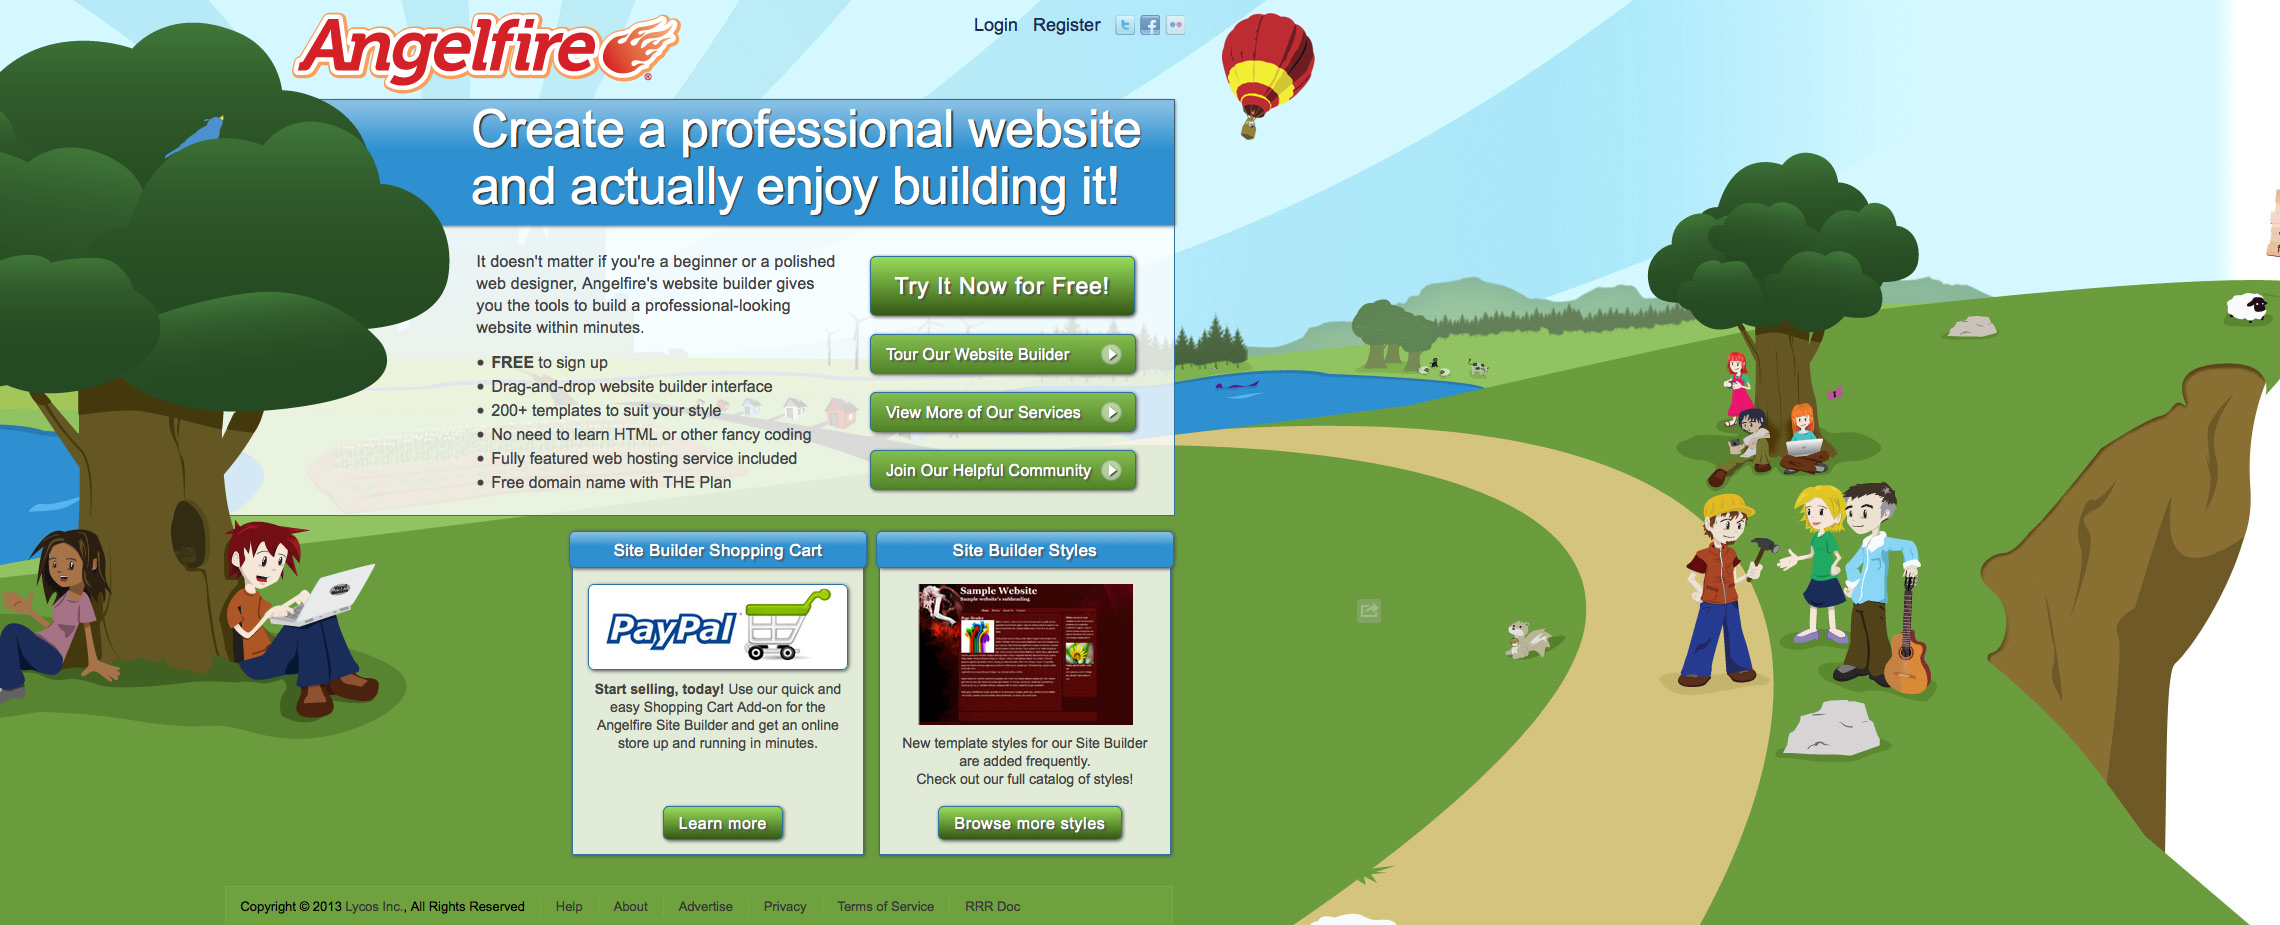 Angelfire
Login Register
Create a professional website
and actually enjoy building it!
It doesn't matter if you're a beginner or a polished
web designer, Angelfire's website builder gives
you the tools to build a professional-looking
website within minutes.
• FREE to sign up
• Drag-and-drop website builder interface
• 200+ templates to suit your style
• No need to learn HTML or other fancy coding
• Fully featured web hosting service included
• Free domain name with THE Plan
Try It Now for Free!
Tour Our Website Builder
View More of Our Services
Join Our Helpful Community
Site Builder Shopping Cart
PayPal
Start selling, today! Use our quick and
easy Shopping Cart Add-on for the
Angelfire Site Builder and get an online
store up and running in minutes.
Learn more
Site Builder Styles
Sample Website
Sample website's subheading
New template styles for our Site Builder
are added frequently.
Check out our full catalog of styles!
Browse more styles
Copyright © 2013 Lycos Inc., All Rights Reserved Help About Advertise Privacy Terms of Service RRR Doc